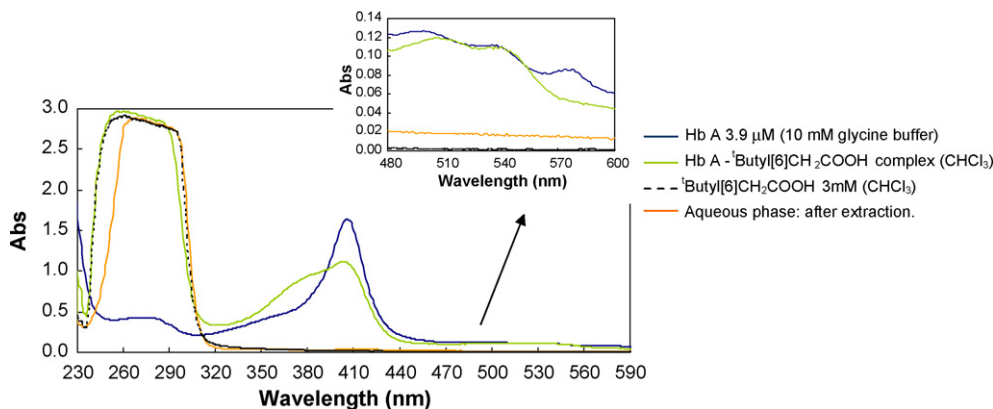 0.14
0.12
0.10
0.08
0.06
0.04
0.02
0.00
Abs
480 510 540 570 600
Wavelength (nm)
3.0
2.5
2.0
1.5
1.0
0.5
0.0
Abs
230 260 290 320 350 380 410 440 470 500 530 560 590
Wavelength (nm)
Hb A 3.9 μM (10 mM glycine buffer)
Hb A - ᵗButyl[6]CH₂COOH complex (CHCl₃)
ᵗButyl[6]CH₂COOH 3mM (CHCl₃)
Aqueous phase: after extraction.